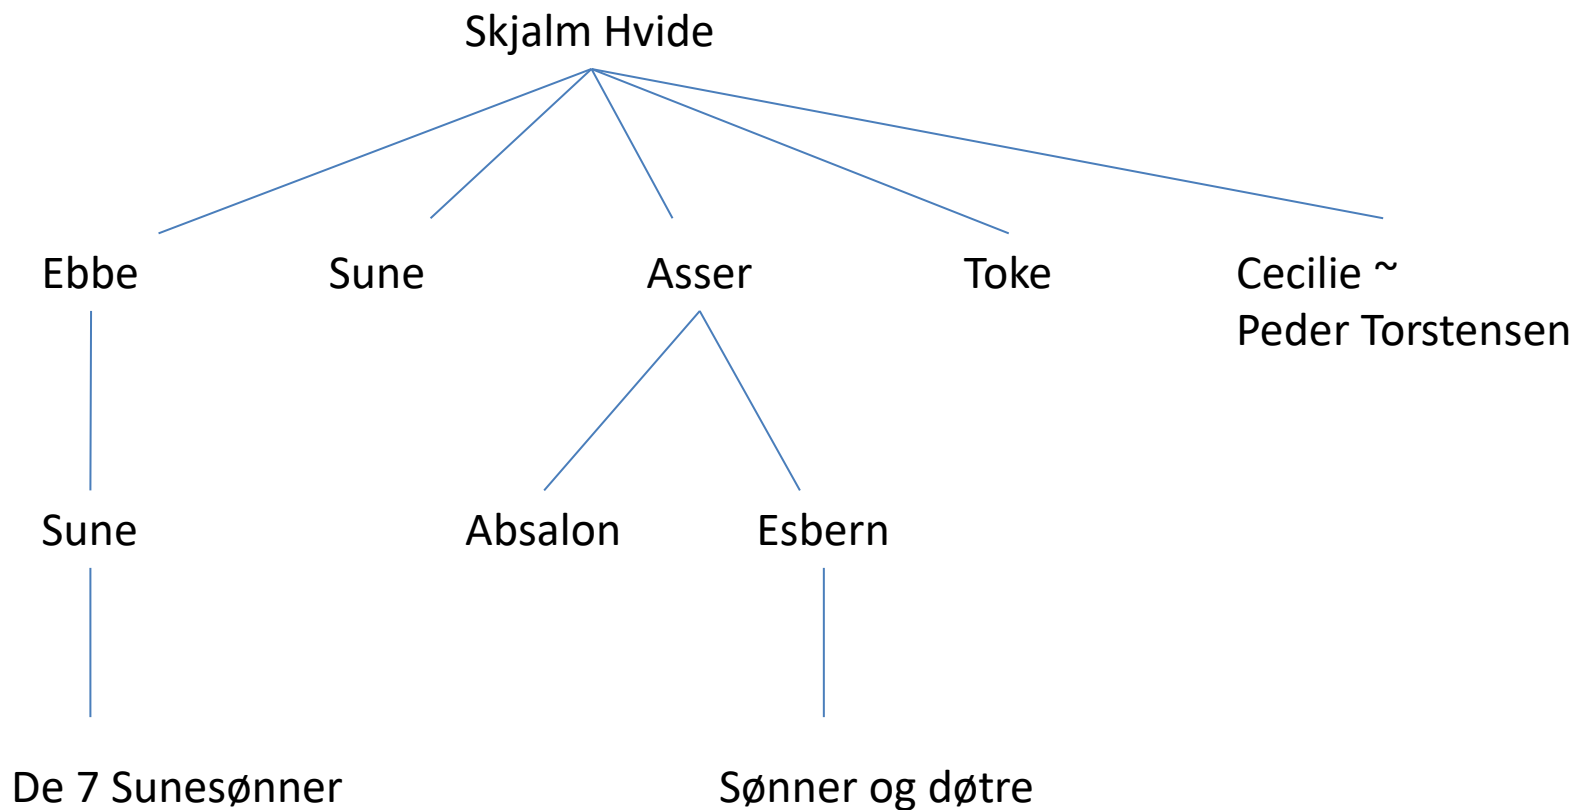 Skjalm Hvide
Ebbe
Sune
Asser
Toke
Cecilie ~
Peder Torstensen
Sune
Absalon
Esbern
De 7 Sunesønner
Sønner og døtre